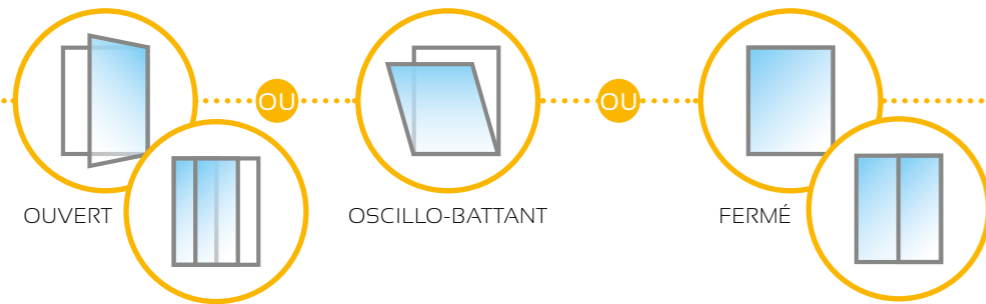 OU
OU
OUVERT
OSCILLO-BATTANT
FERMÉ